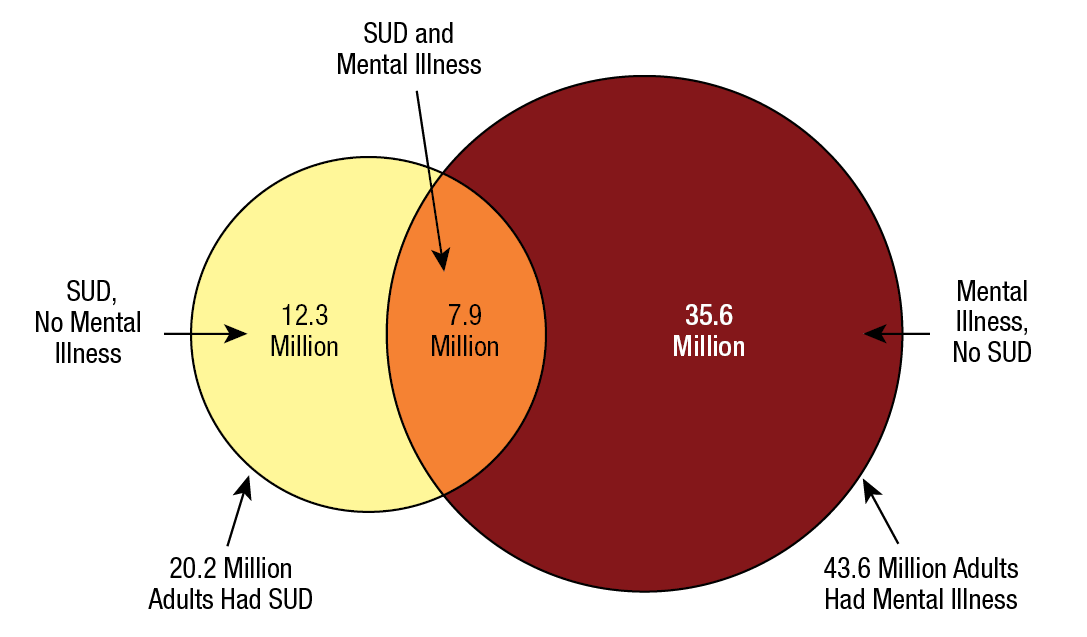 SUD and
Mental Illness
SUD,
No Mental
Illness
12.3
Million
7.9
Million
35.6
Million
Mental
Illness,
No SUD
20.2 Million
Adults Had SUD
43.6 Million Adults
Had Mental Illness